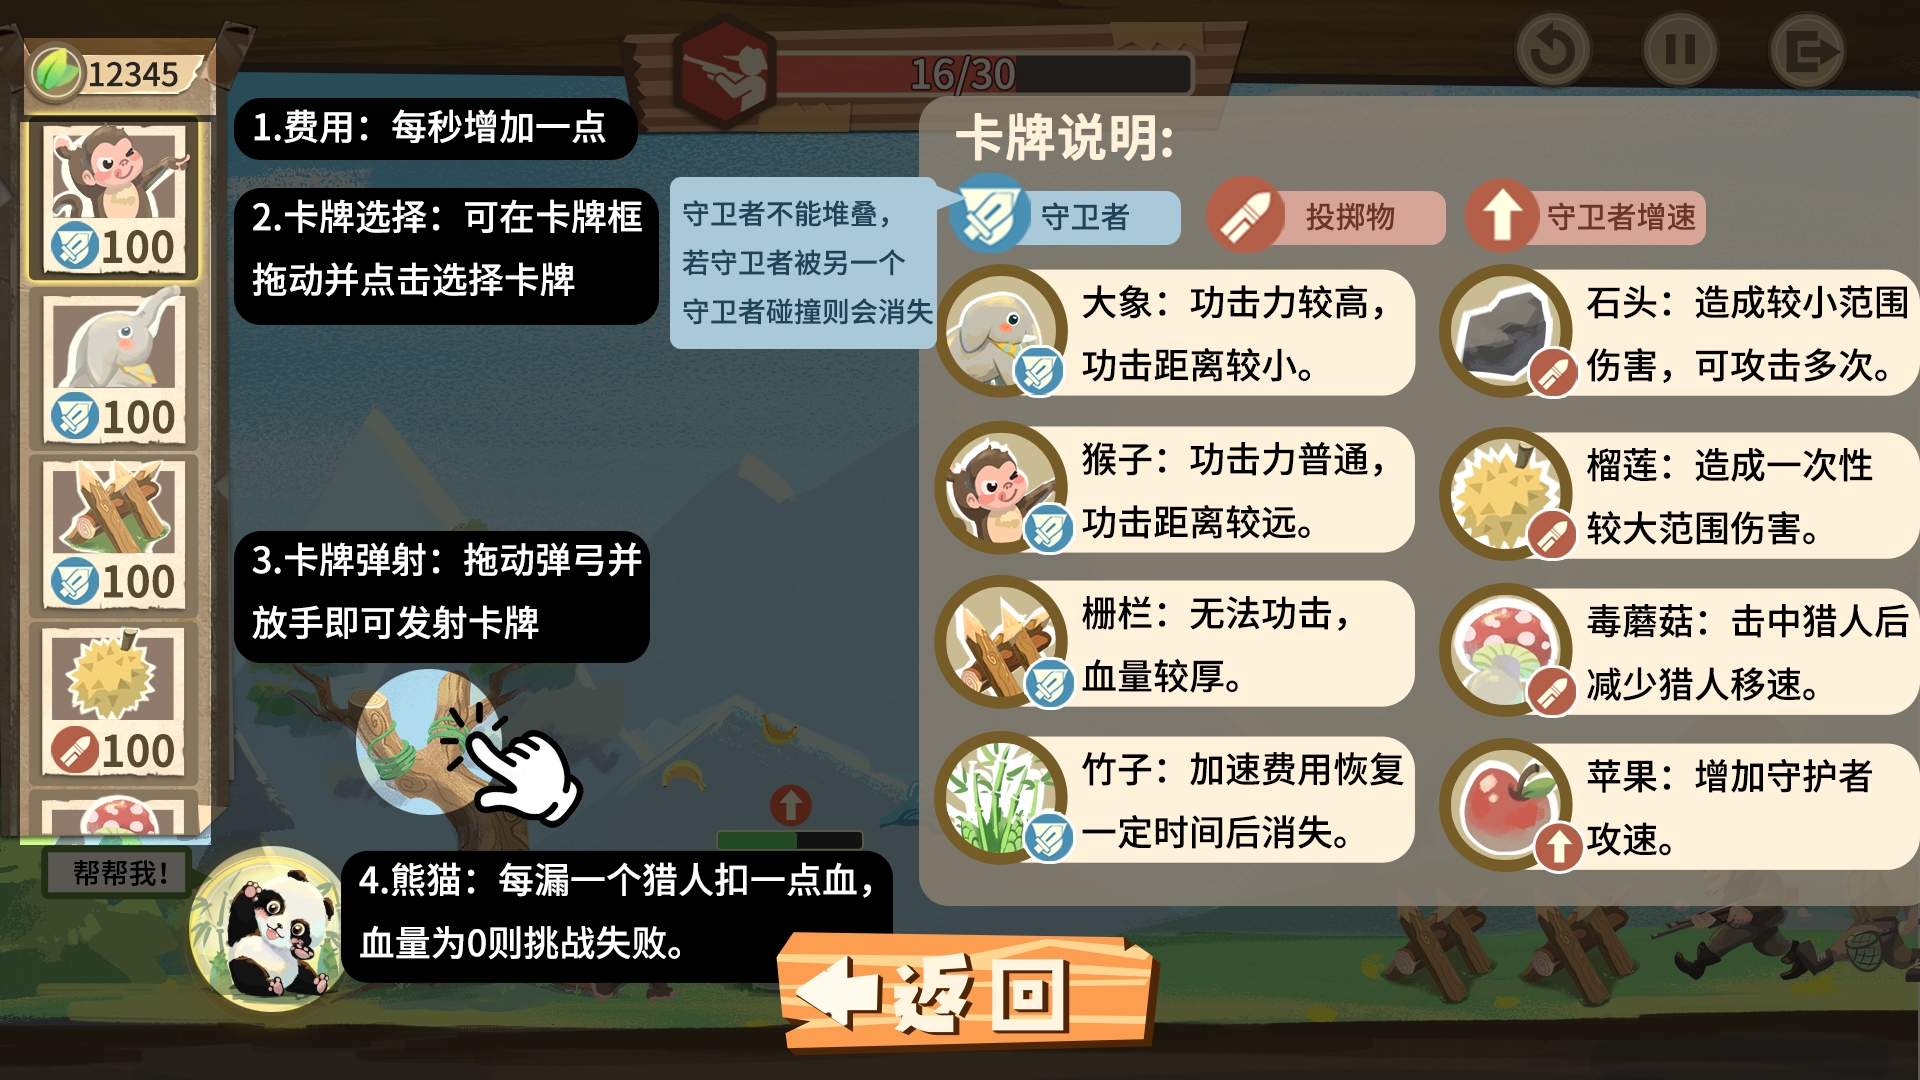 12345
16/30
100
100
100
100
1.费用：每秒增加一点
2.卡牌选择：可在卡牌框
拖动并点击选择卡牌
3.卡牌弹射：拖动弹弓并
放手即可发射卡牌
帮帮我!
4.熊猫：每漏一个猎人扣一点血，
血量为0则挑战失败。
守卫者不能堆叠，
若守卫者被另一个
守卫者碰撞则会消失
卡牌说明:
守卫者
投掷物
守卫者增速
大象：功击力较高，
功击距离较小。
猴子：功击力普通，
功击距离较远。
栅栏：无法功击，
血量较厚。
竹子：加速费用恢复
一定时间后消失。
石头：造成较小范围
伤害，可攻击多次。
榴莲：造成一次性
较大范围伤害。
毒蘑菇：击中猎人后
减少猎人移速。
苹果：增加守护者
攻速。
返回